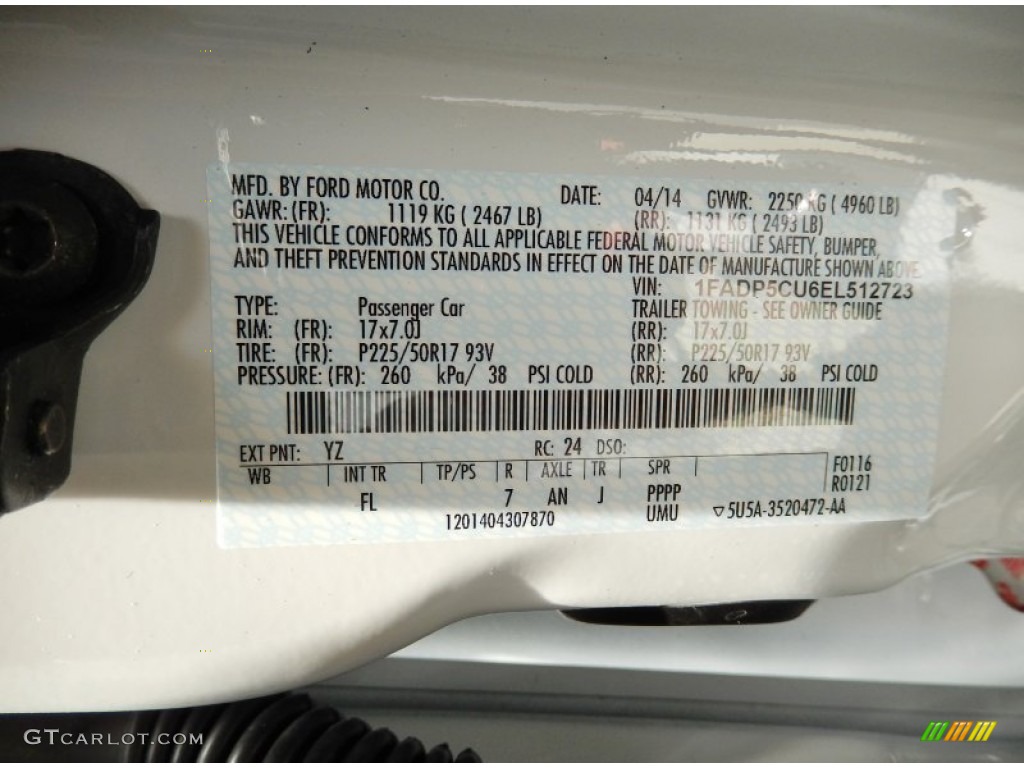 MFD. BY FORD MOTOR CO. DATE: 04/14 GVWR: 2250 KG ( 4960 LB)
GAWR: (FR): 1119 KG ( 2467 LB) (RR): 1131 KG ( 2493 LB)
THIS VEHICLE CONFORMS TO ALL APPLICABLE FEDERAL MOTOR VEHICLE SAFETY, BUMPER,
AND THEFT PREVENTION STANDARDS IN EFFECT ON THE DATE OF MANUFACTURE SHOWN ABOVE.
VIN: 1FADP5CU6EL512723
TYPE: Passenger Car TRAILER TOWING - SEE OWNER GUIDE
RIM: (FR): 17x7.0J (RR): 17x7.0J
TIRE: (FR): P225/50R17 93V (RR): P225/50R17 93V
PRESSURE: (FR): 260 kPa/ 38 PSI COLD (RR): 260 kPa/ 38 PSI COLD
EXT PNT: YZ RC: 24 DSO:
WB INT TR TP/PS R AXLE TR SPR F0116
R0121
FL 7 AN J PPPP
1201404307870 UMU ▽5U5A-3520472-AA
GTCARLOT.COM